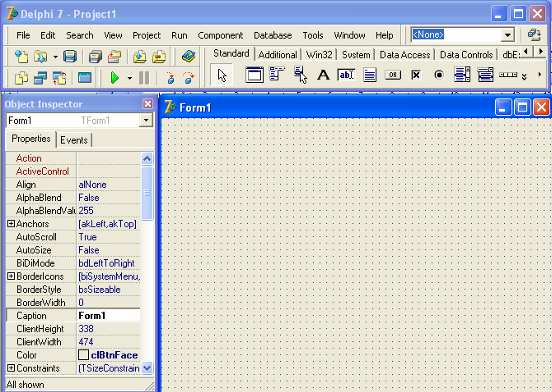 Delphi 7 - Project1
File Edit Search View Project Run Component Database Tools Window Help <None>
Standard Additional Win32 System Data Access Data Controls dbE
A ab OK
Object Inspector
Form1
Form1 TForm1
Properties Events
Action
ActiveControl
Align alNone
AlphaBlend False
AlphaBlendValu 255
Anchors [akLeft,akTop]
AutoScroll True
AutoSize False
BiDiMode bdLeftToRight
BorderIcons [biSystemMenu,
BorderStyle bsSizeable
BorderWidth 0
Caption Form1
ClientHeight 338
ClientWidth 474
Color clBtnFace
Constraints (TSizeConstrain
All shown